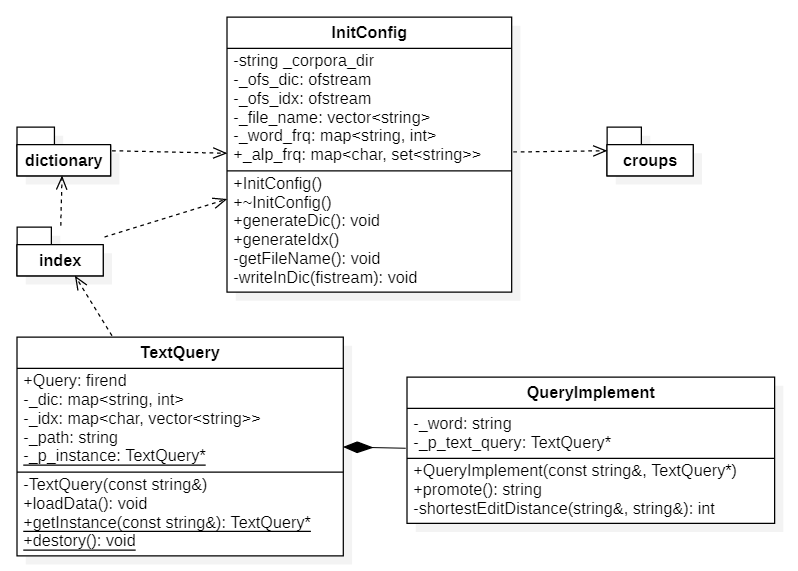 InitConfig
-string _corpora_dir
-_ofs_dic: ofstream
-_ofs_idx: ofstream
-_file_name: vector<string>
-_word_frq: map<string, int>
+_alp_frq: map<char, set<string>>
+InitConfig()
+~InitConfig()
+generateDic(): void
+generateIdx()
-getFileName(): void
-writeInDic(fistream): void
dictionary
croups
index
TextQuery
+Query: firend
-_dic: map<string, int>
-_idx: map<char, vector<string>>
-_path: string
-_p_instance: TextQuery*
-TextQuery(const string&)
+loadData(): void
+getInstance(const string&): TextQuery*
+destory(): void
QueryImplement
-_word: string
-_p_text_query: TextQuery*
+QueryImplement(const string&, TextQuery*)
+promote(): string
-shortestEditDistance(string&, string&): int